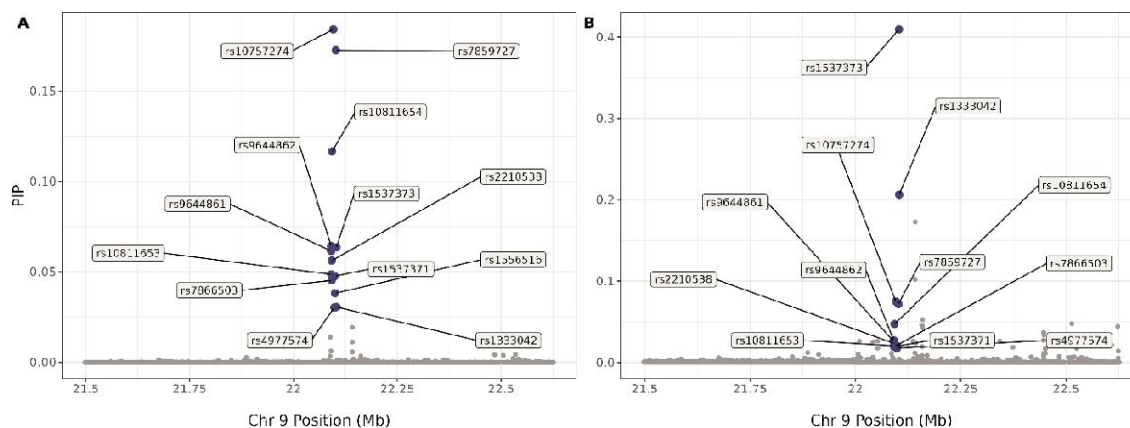 A
rs10757274
rs7859727
rs10811654
rs9644862
rs2210538
rs1537373
rs9644861
rs10811653
rs1537371
rs1556516
rs7866503
rs4977574
rs1333042
PIP
0.15
0.10
0.05
0.00
21.5
21.75
22
22.25
22.5
Chr 9 Position (Mb)
B
rs1537373
rs1333042
rs10757274
rs10811654
rs9644861
rs9644862
rs7859727
rs7866503
rs2210538
rs10811653
rs1537371
rs4977574
0.4
0.3
0.2
0.1
0.0
21.5
21.75
22
22.25
22.5
Chr 9 Position (Mb)